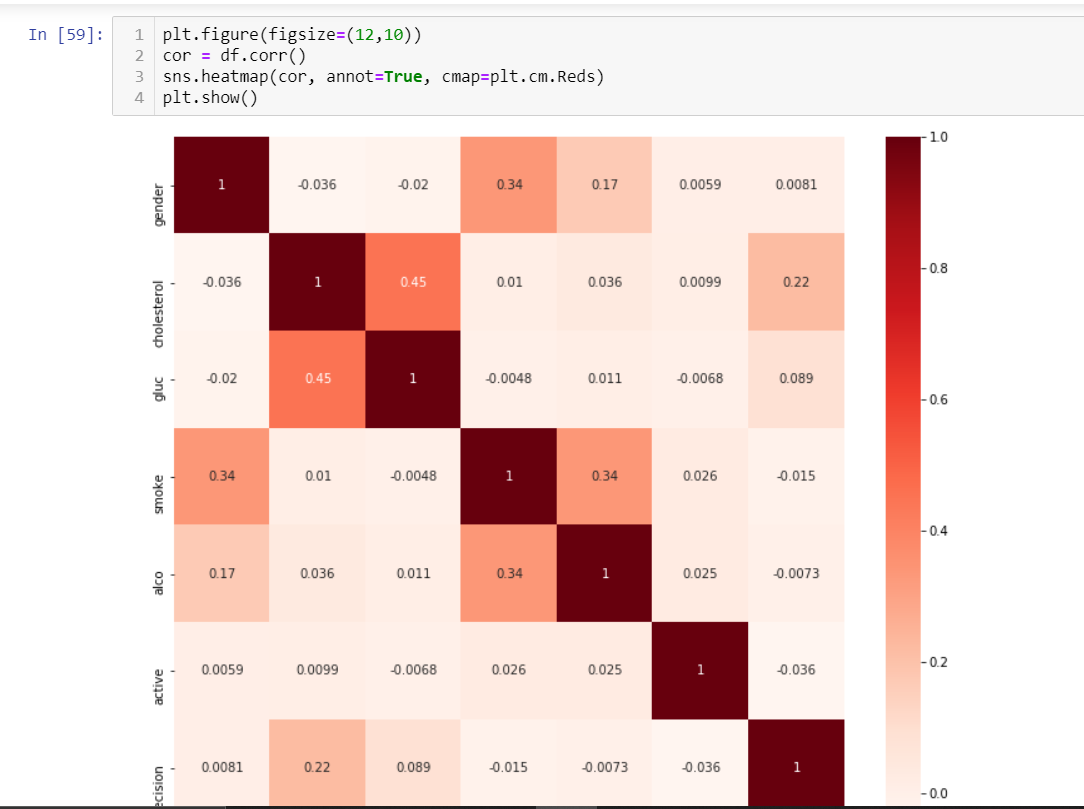 In [59]:
1 plt.figure(figsize=(12,10))
2 cor = df.corr()
3 sns.heatmap(cor, annot=True, cmap=plt.cm.Reds)
4 plt.show()
gender 1 -0.036 -0.02 0.34 0.17 0.0059 0.0081
cholesterol -0.036 1 0.45 0.01 0.036 0.0099 0.22
gluc -0.02 0.45 1 -0.0048 0.011 -0.0068 0.089
smoke 0.34 0.01 -0.0048 1 0.34 0.026 -0.015
alco 0.17 0.036 0.011 0.34 1 0.025 -0.0073
active 0.0059 0.0099 -0.0068 0.026 0.025 1 -0.036
0.0081 0.22 0.089 -0.015 -0.0073 -0.036 1
1.0
0.8
0.6
0.4
0.2
0.0